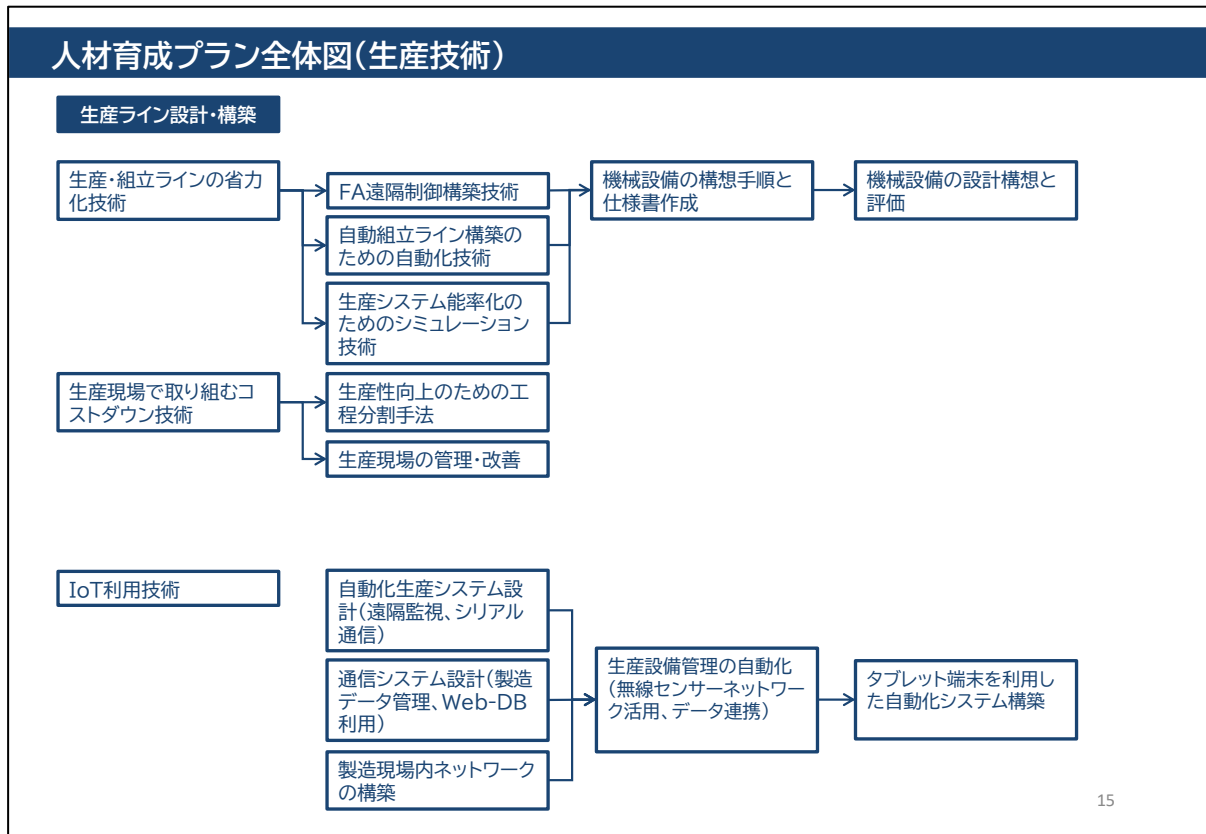 人材育成プラン全体図(生産技術)
生産ライン設計・構築
生産・組立ラインの省力
化技術
FA遠隔制御構築技術
自動組立ライン構築の
ための自動化技術
生産システム能率化の
ためのシミュレーション
技術
機械設備の構想手順と
仕様書作成
機械設備の設計構想と
評価
生産現場で取り組むコ
ストダウン技術
生産性向上のための工
程分割手法
生産現場の管理・改善
IoT利用技術
自動化生産システム設
計(遠隔監視、シリアル
通信)
通信システム設計(製造
データ管理、Web-DB
利用)
製造現場内ネットワーク
の構築
生産設備管理の自動化
(無線センサーネットワー
ク活用、データ連携)
タブレット端末を利用し
た自動化システム構築
15